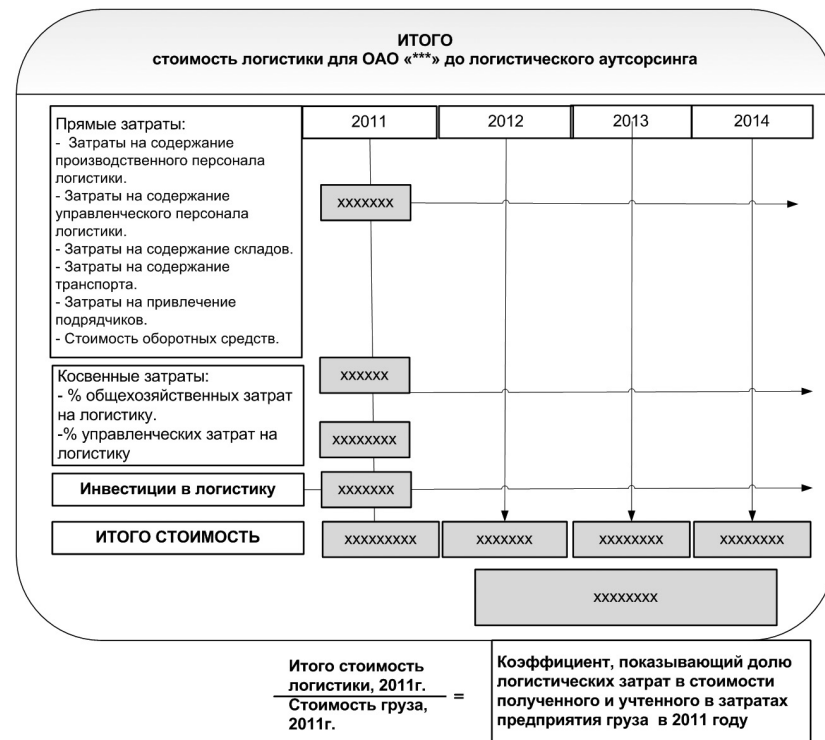 ИТОГО
стоимость логистики для ОАО «***» до логистического аутсорсинга
Прямые затраты:
- Затраты на содержание
производственного персонала
логистики.
- Затраты на содержание
управленческого персонала
логистики.
- Затраты на содержание складов.
- Затраты на содержание
транспорта.
- Затраты на привлечение
подрядчиков.
- Стоимость оборотных средств.
2011 2012 2013 2014
xxxxxxx
Косвенные затраты:
- % общехозяйственных затрат
на логистику.
-% управленческих затрат на
логистику
xxxxxx
xxxxxxxx
Инвестиции в логистику xxxxxxx
ИТОГО СТОИМОСТЬ xxxxxxxxx xxxxxxx xxxxxxxx xxxxxxxx
xxxxxxxx
Итого стоимость
логистики, 2011г.
Стоимость груза,
2011г.
=
Коэффициент, показывающий долю
логистических затрат в стоимости
полученного и учтенного в затратах
предприятия груза в 2011 году